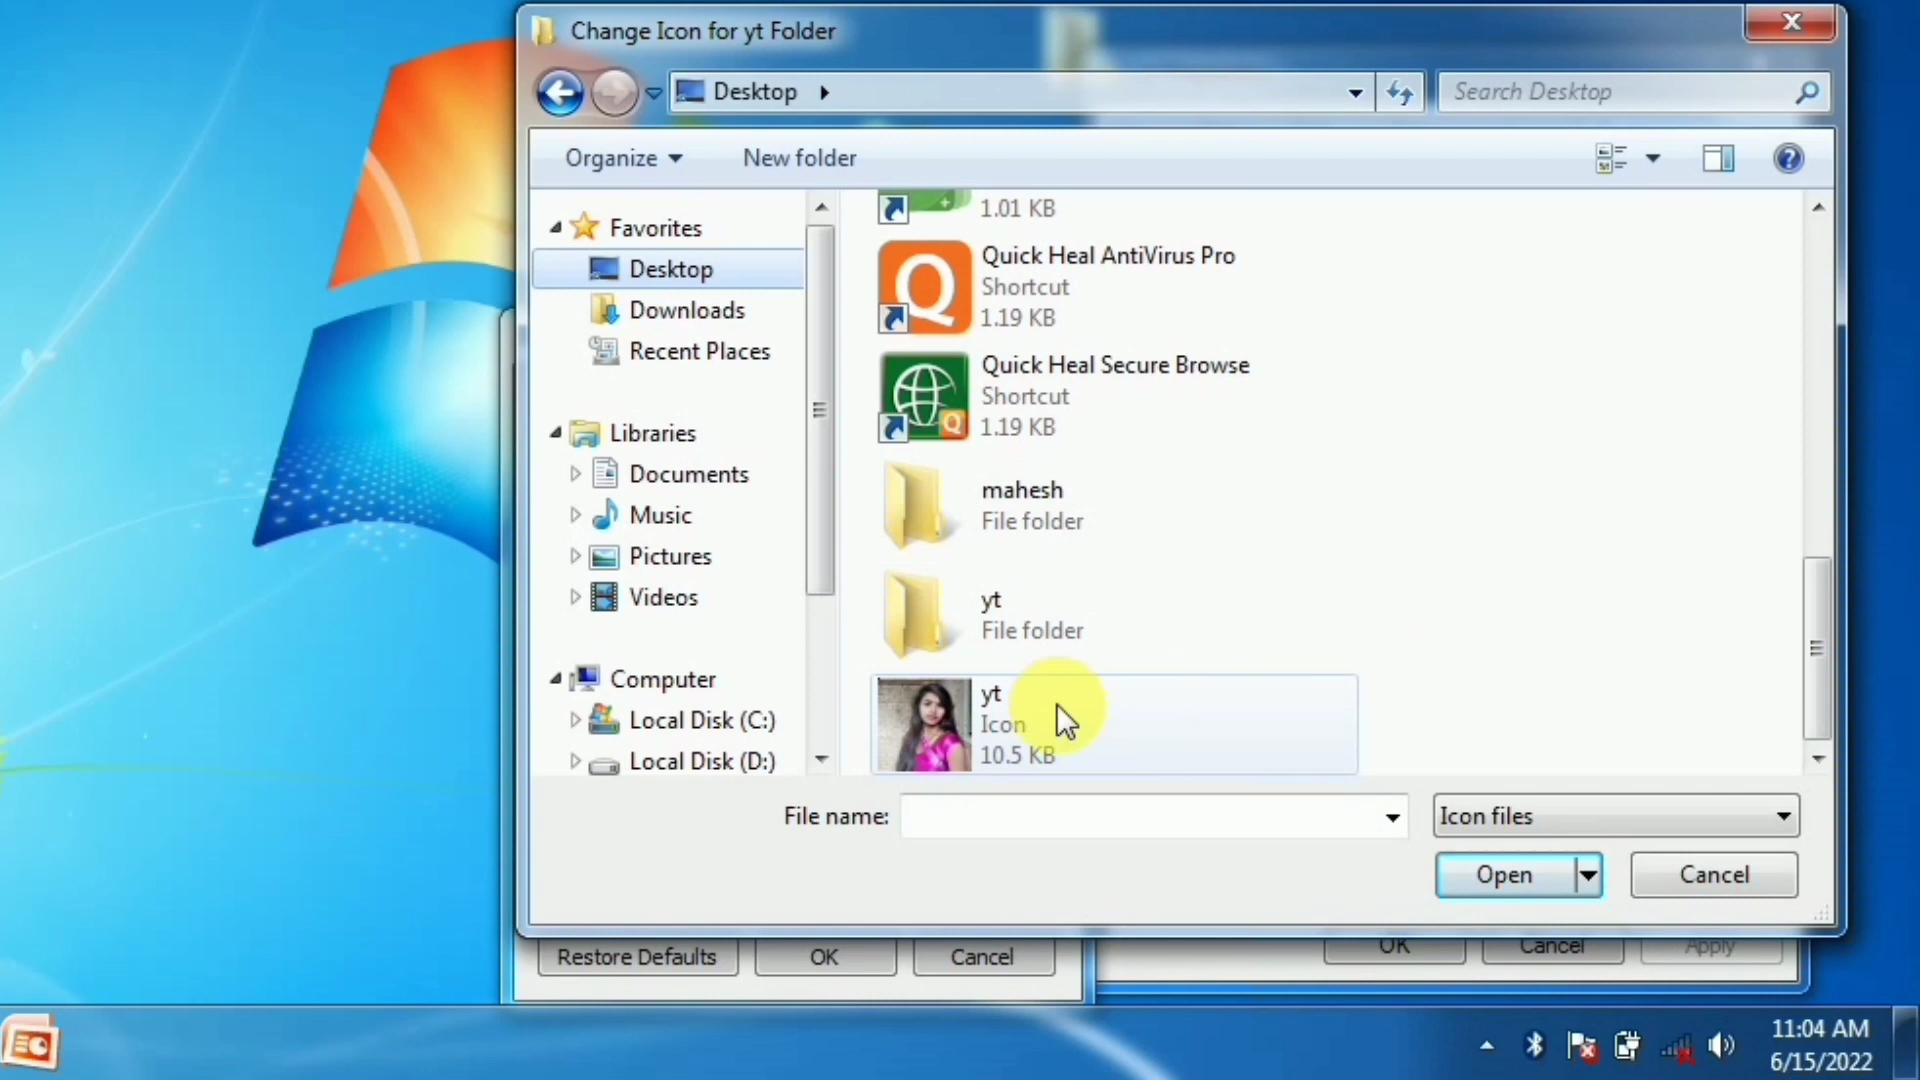 Change Icon for yt Folder
Desktop
Search Desktop
Organize
New folder
Favorites
Desktop
Downloads
Recent Places
Libraries
Documents
Music
Pictures
Videos
Computer
Local Disk (C:)
Local Disk (D:)
1.01 KB
Quick Heal AntiVirus Pro
Shortcut
1.19 KB
Quick Heal Secure Browse
Shortcut
1.19 KB
mahesh
File folder
yt
File folder
yt
Icon
10.5 KB
File name:
Icon files
Open
Cancel
Restore Defaults
OK
Cancel
OK
Cancel
Apply
11:04 AM
6/15/2022